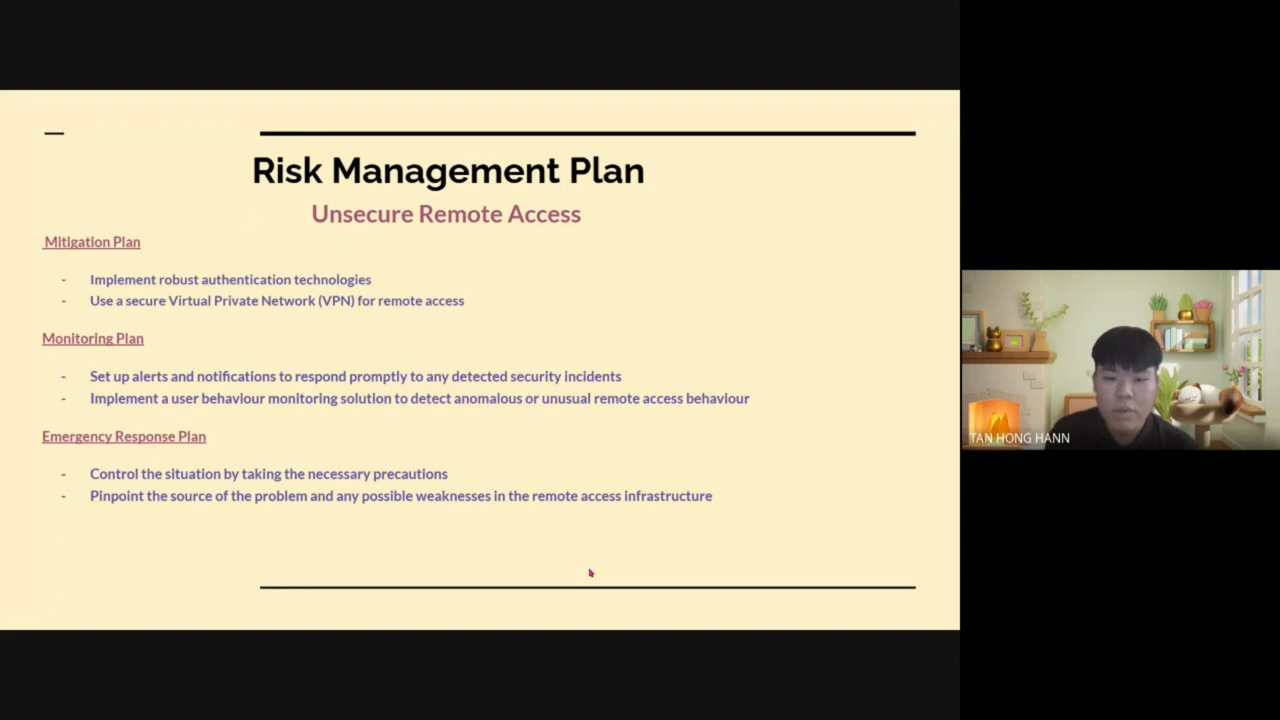 Risk Management Plan
Unsecure Remote Access
Mitigation Plan
- Implement robust authentication technologies
- Use a secure Virtual Private Network (VPN) for remote access
Monitoring Plan
- Set up alerts and notifications to respond promptly to any detected security incidents
- Implement a user behaviour monitoring solution to detect anomalous or unusual remote access behaviour
Emergency Response Plan
- Control the situation by taking the necessary precautions
- Pinpoint the source of the problem and any possible weaknesses in the remote access infrastructure
TAN HONG HANN